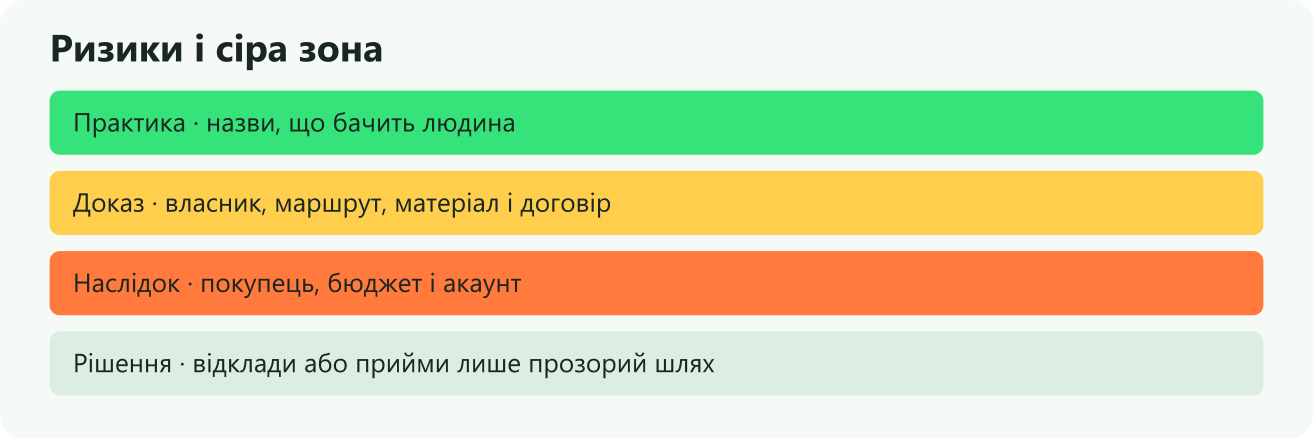 Ризики і сіра зона
Практика · назви, що бачить людина
Доказ · власник, маршрут, матеріал і договір
Наслідок · покупець, бюджет і акаунт
Рішення · відклади або прийми лише прозорий шлях